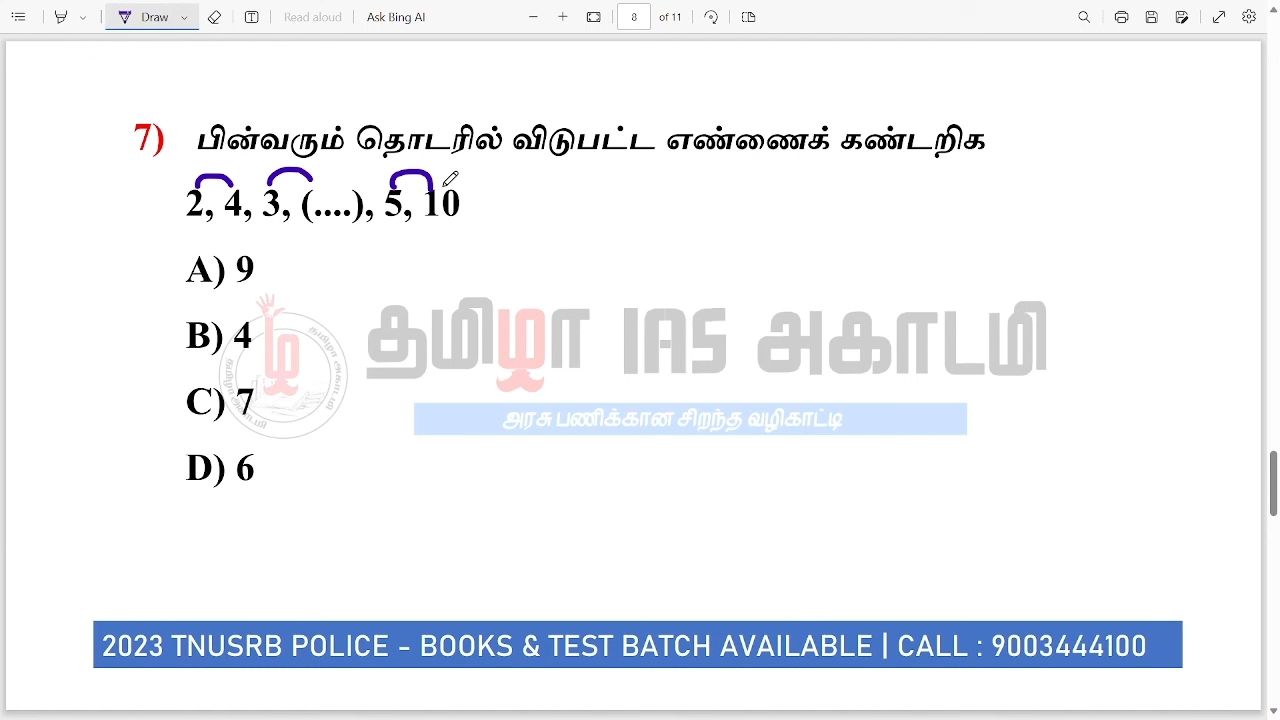 Draw
Read aloud
Ask Bing AI
8 of 11
7) பின்வரும் தொடரில் விடுபட்ட எண்ணைக் கண்டறிக
2, 4, 3, (....), 5, 10
A) 9
B) 4
C) 7
D) 6
தமிழா IAS அகாடமி
அரசு பணிக்கான சிறந்த வழிகாட்டி
2023 TNUSRB POLICE - BOOKS & TEST BATCH AVAILABLE | CALL : 9003444100